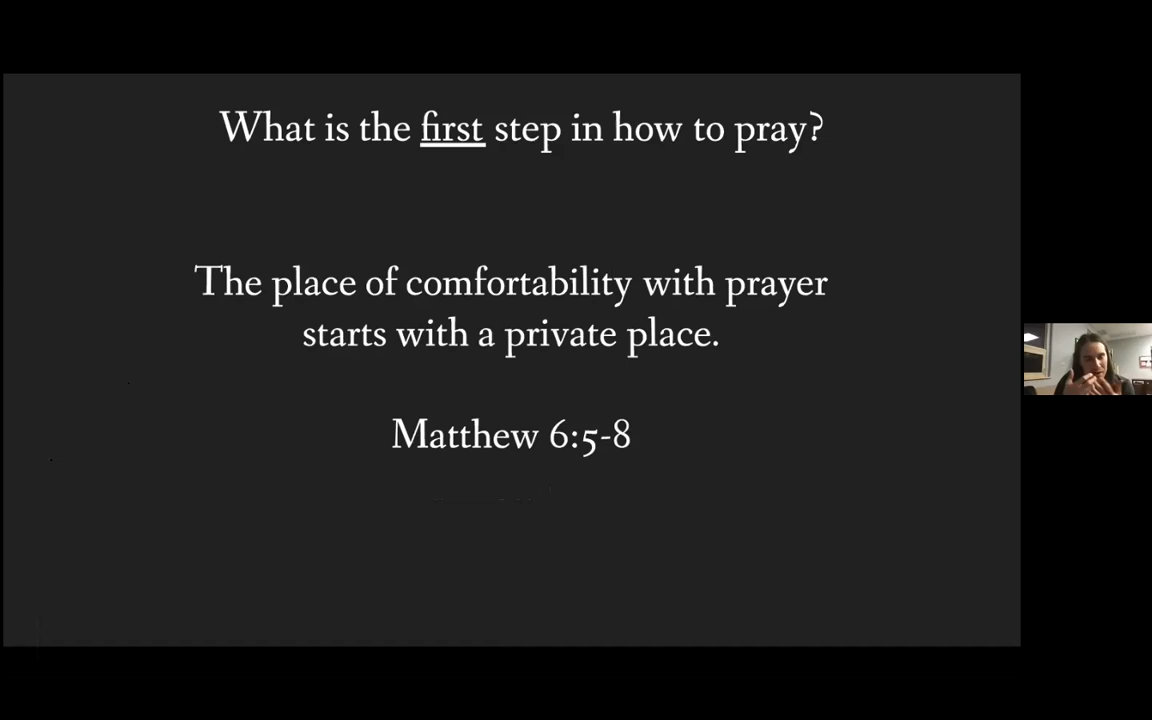 What is the first step in how to pray?
The place of comfortability with prayer
starts with a private place.
Matthew 6:5-8